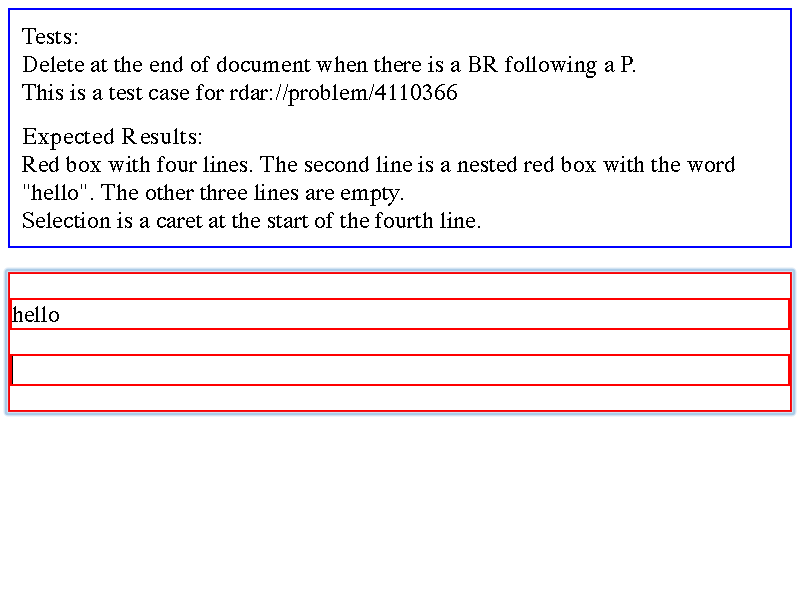 Tests:
Delete at the end of document when there is a BR following a P.
This is a test case for rdar://problem/4110366
Expected Results:
Red box with four lines. The second line is a nested red box with the word
"hello". The other three lines are empty.
Selection is a caret at the start of the fourth line.
hello